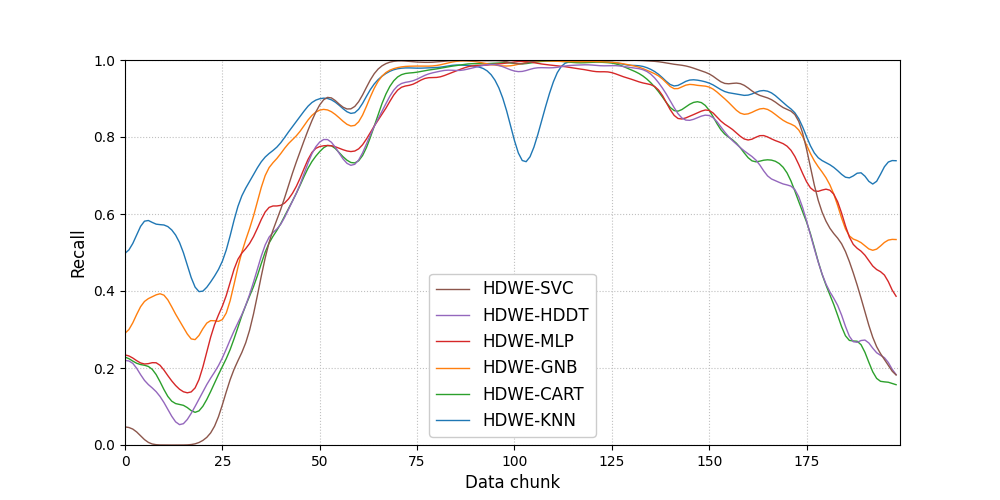 1.0
0.8
0.6
0.4
0.2
0.0
Recall
HDWE-SVC
HDWE-HDDT
HDWE-MLP
HDWE-GNB
HDWE-CART
HDWE-KNN
0 25 50 75 100 125 150 175
Data chunk